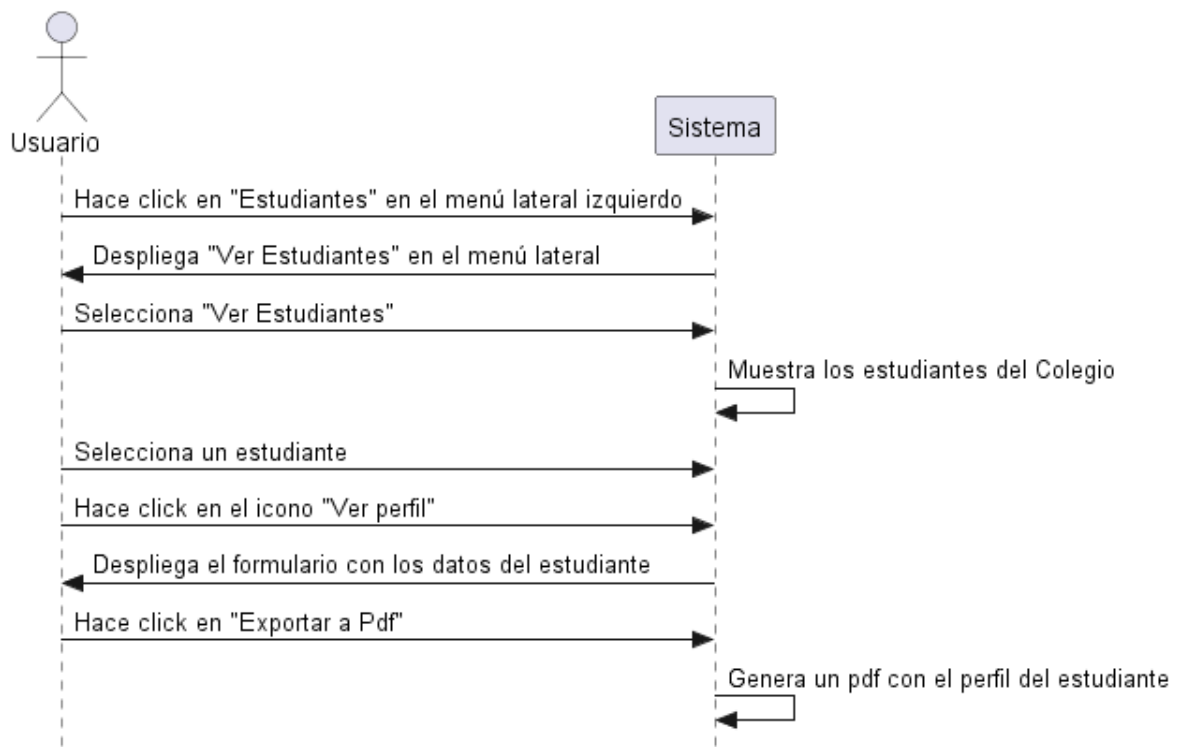 Usuario
Sistema
Hace click en "Estudiantes" en el menú lateral izquierdo
Despliega "Ver Estudiantes" en el menú lateral
Selecciona "Ver Estudiantes"
Muestra los estudiantes del Colegio
Selecciona un estudiante
Hace click en el icono "Ver perfil"
Despliega el formulario con los datos del estudiante
Hace click en "Exportar a Pdf"
Genera un pdf con el perfil del estudiante